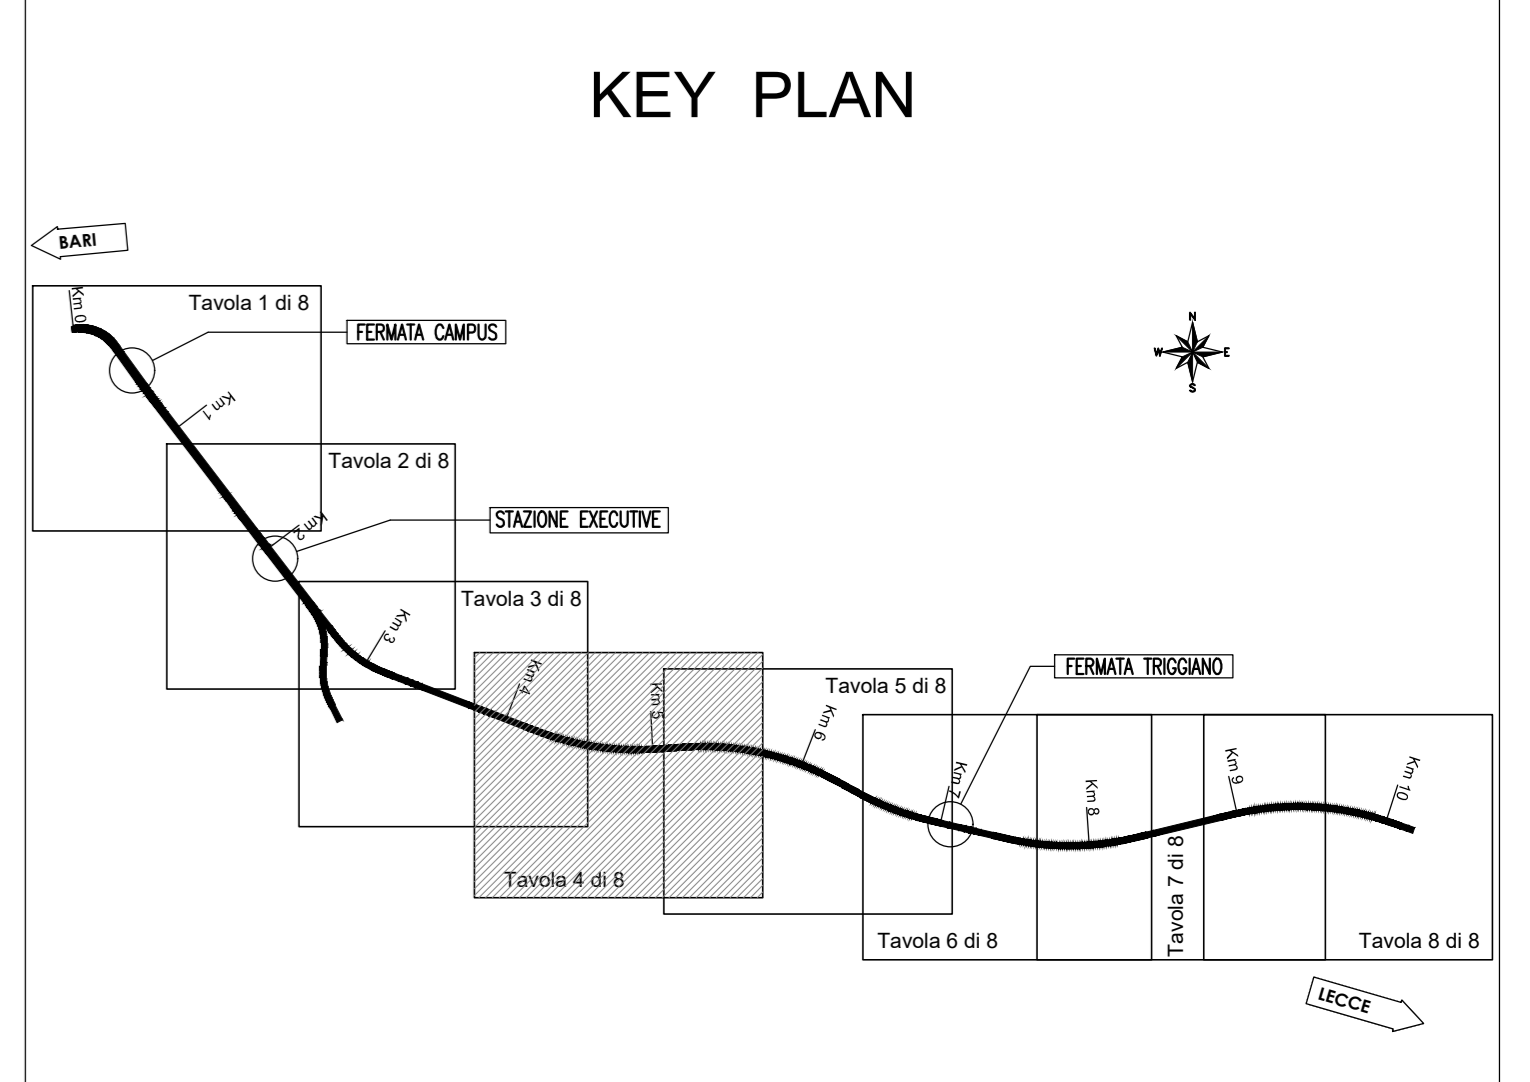 KEY PLAN
BARI
Km 0
Tavola 1 di 8
FERMATA CAMPUS
N
W
E
S
Km 1
Tavola 2 di 8
Km 2
STAZIONE EXECUTIVE
Tavola 3 di 8
Km 3
Km 4
Km 5
Tavola 5 di 8
FERMATA TRIGGIANO
Km 6
Km 7
Km 8
Km 9
Km 10
Tavola 4 di 8
Tavola 6 di 8
Tavola 7 di 8
Tavola 8 di 8
LECCE